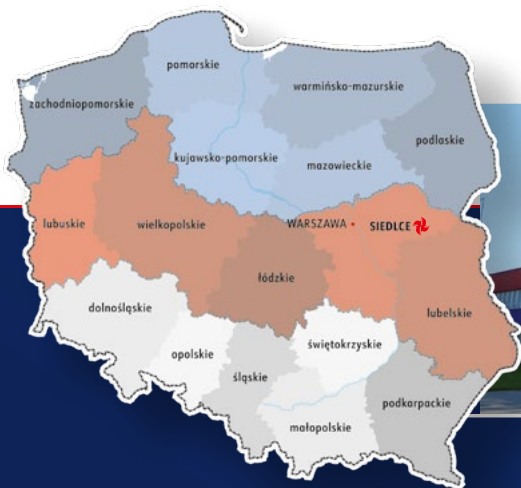 pomorskie
warmińsko-mazurskie
zachodniopomorskie
podlaskie
kujawsko-pomorskie
mazowieckie
lubuskie
wielkopolskie
WARSZAWA
SIEDLCE
łódzkie
dolnośląskie
lubelskie
świętokrzyskie
opolskie
śląskie
podkarpackie
małopolskie